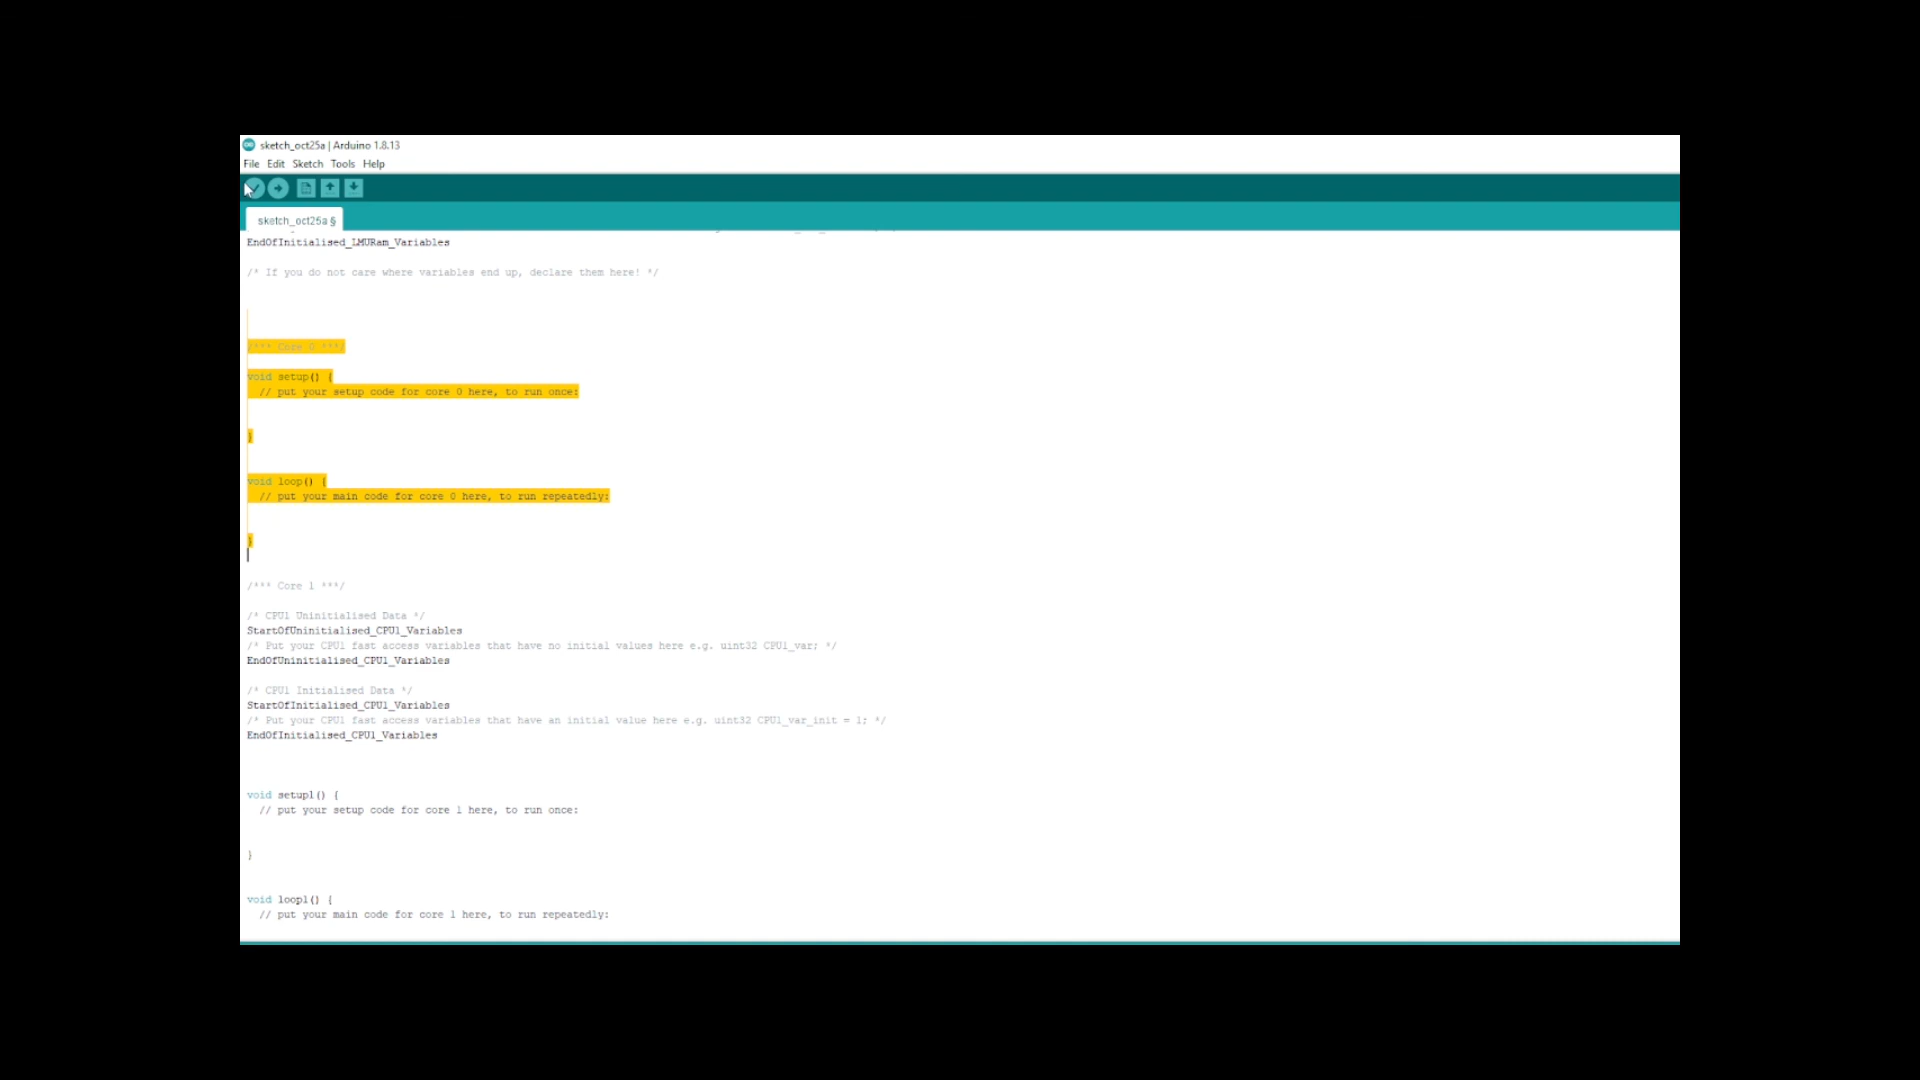 sketch_oct25a | Arduino 1.8.13
File Edit Sketch Tools Help
sketch_oct25a §
EndOfInitialised_LMURam_Variables
/* If you do not care where variables end up, declare them here! */
/*** Core 0 ***/
void setup() {
// put your setup code for core 0 here, to run once:
}
void loop() {
// put your main code for core 0 here, to run repeatedly:
}
/*** Core 1 ***/
/* CPU1 Uninitialised Data */
StartOfUninitialised_CPU1_Variables
/* Put your CPU1 fast access variables that have no initial values here e.g. uint32 CPU1_var; */
EndOfUninitialised_CPU1_Variables
/* CPU1 Initialised Data */
StartOfInitialised_CPU1_Variables
/* Put your CPU1 fast access variables that have an initial value here e.g. uint32 CPU1_var_init = 1; */
EndOfInitialised_CPU1_Variables
void setup1() {
// put your setup code for core 1 here, to run once:
}
void loop1() {
// put your main code for core 1 here, to run repeatedly: